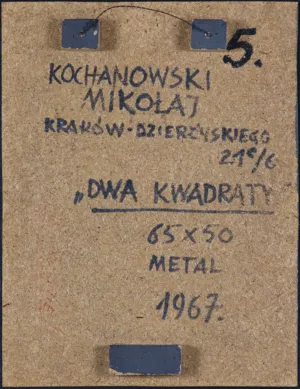 5.
KOCHANOWSKI
MIKOŁAJ
KRAKÓW-DZIERŻYŃSKIEGO
21c/6
„DWA KWADRATY"
65x50
METAL
1967.